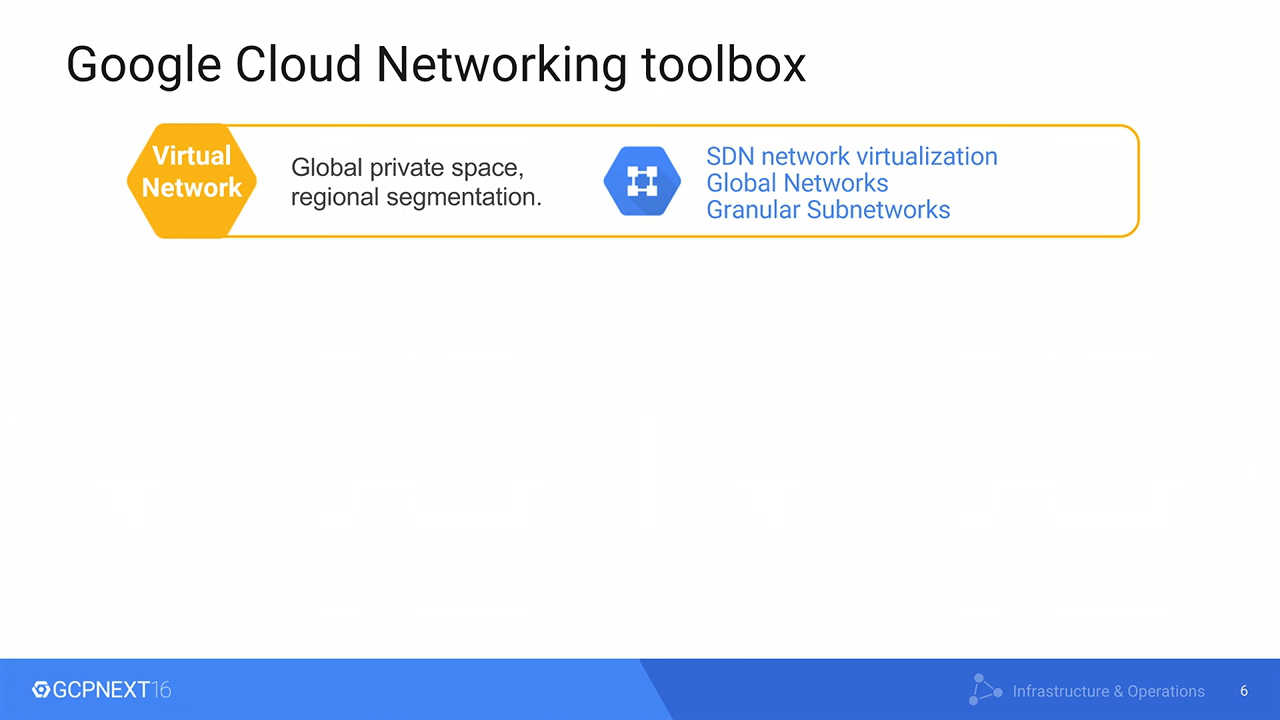 Google Cloud Networking toolbox
Virtual
Network
Global private space,
regional segmentation.
SDN network virtualization
Global Networks
Granular Subnetworks
GCPNEXT16
Infrastructure & Operations
6